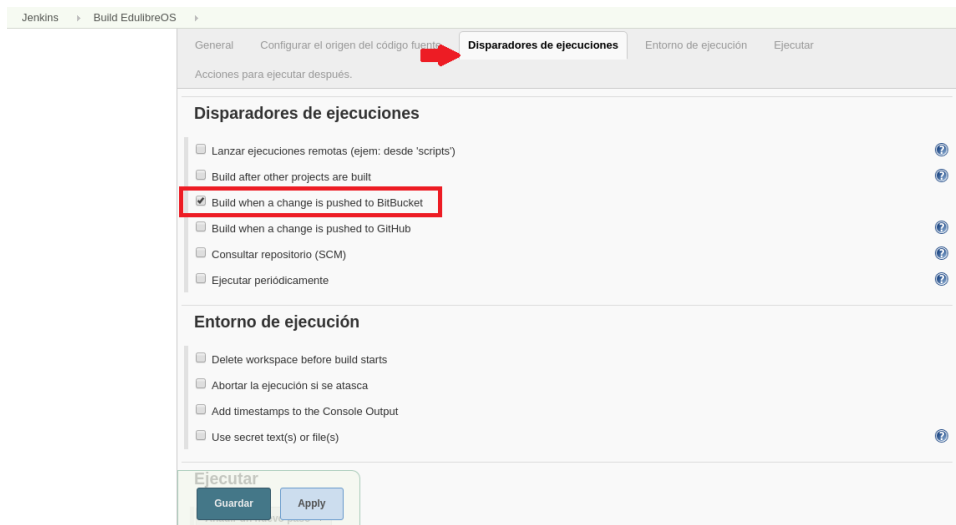 Jenkins Build EdulibreOS
General Configurar el origen del código fuente Disparadores de ejecuciones Entorno de ejecución Ejecutar
Acciones para ejecutar después.
Disparadores de ejecuciones
Lanzar ejecuciones remotas (ejem: desde 'scripts')
Build after other projects are built
Build when a change is pushed to BitBucket
Build when a change is pushed to GitHub
Consultar repositorio (SCM)
Ejecutar periódicamente
Entorno de ejecución
Delete workspace before build starts
Abortar la ejecución si se atasca
Add timestamps to the Console Output
Use secret text(s) or file(s)
Ejecutar
Guardar Apply